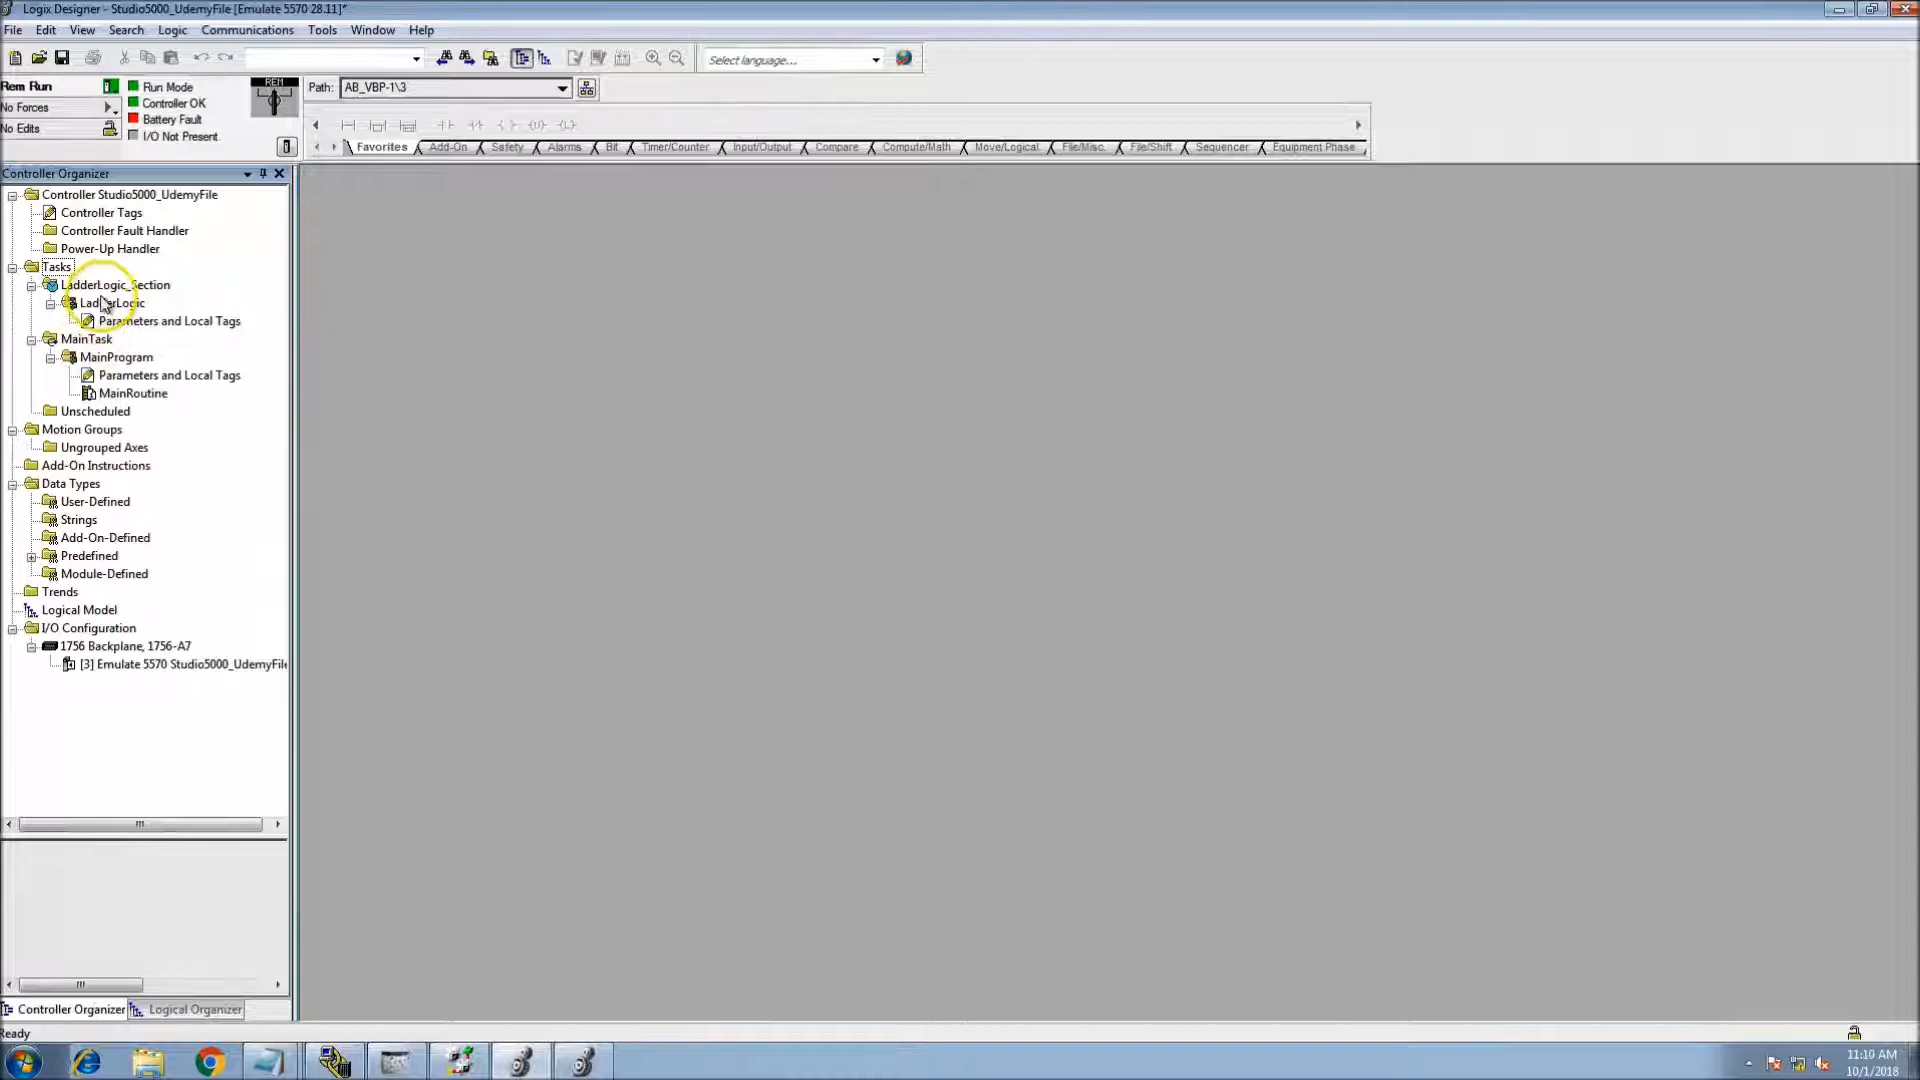 Logix Designer - Studio5000_UdemyFile [Emulate 5570 28.11]*
File Edit View Search Logic Communications Tools Window Help
Select language...
Rem Run
No Forces
No Edits
Run Mode
Controller OK
Battery Fault
I/O Not Present
REM
Path: AB_VBP-1\3
Favorites Add-On Safety Alarms Bit Timer/Counter Input/Output Compare Compute/Math Move/Logical File/Misc. File/Shift Sequencer Equipment Phase
Controller Organizer
Controller Studio5000_UdemyFile
Controller Tags
Controller Fault Handler
Power-Up Handler
Tasks
LadderLogic_Section
LadderLogic
Parameters and Local Tags
MainTask
MainProgram
Parameters and Local Tags
MainRoutine
Unscheduled
Motion Groups
Ungrouped Axes
Add-On Instructions
Data Types
User-Defined
Strings
Add-On-Defined
Predefined
Module-Defined
Trends
Logical Model
I/O Configuration
1756 Backplane, 1756-A7
[3] Emulate 5570 Studio5000_UdemyFile
Controller Organizer Logical Organizer
Ready
11:10 AM
10/1/2018